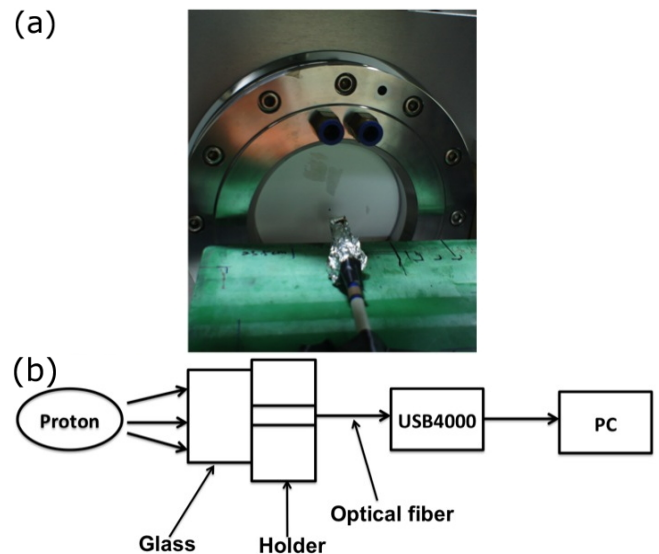 (a)
(b)
Proton
USB4000
PC
Optical fiber
Glass
Holder